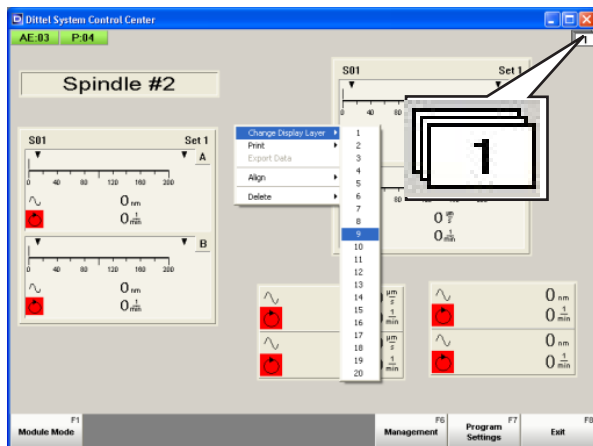 Dittel System Control Center
AE:03 P:04
1
Spindle #2
S01 Set 1
A
0 40 80 120 160 200
0 nm
0 1/min
B
0 40 80 120 160 200
0 nm
0 1/min
S01 Set 1
0 40 80
1
80
0 µm/s
0 1/min
Change Display Layer
Print
Export Data
Align
Delete
1
2
3
4
5
6
7
8
9
10
11
12
13
14
15
16
17
18
19
20
µm/s
0 1/min
µm/s
0 1/min
0 nm
0 1/min
0 nm
0 1/min
F1
Module Mode
F6
Management
F7
Program Settings
F8
Exit